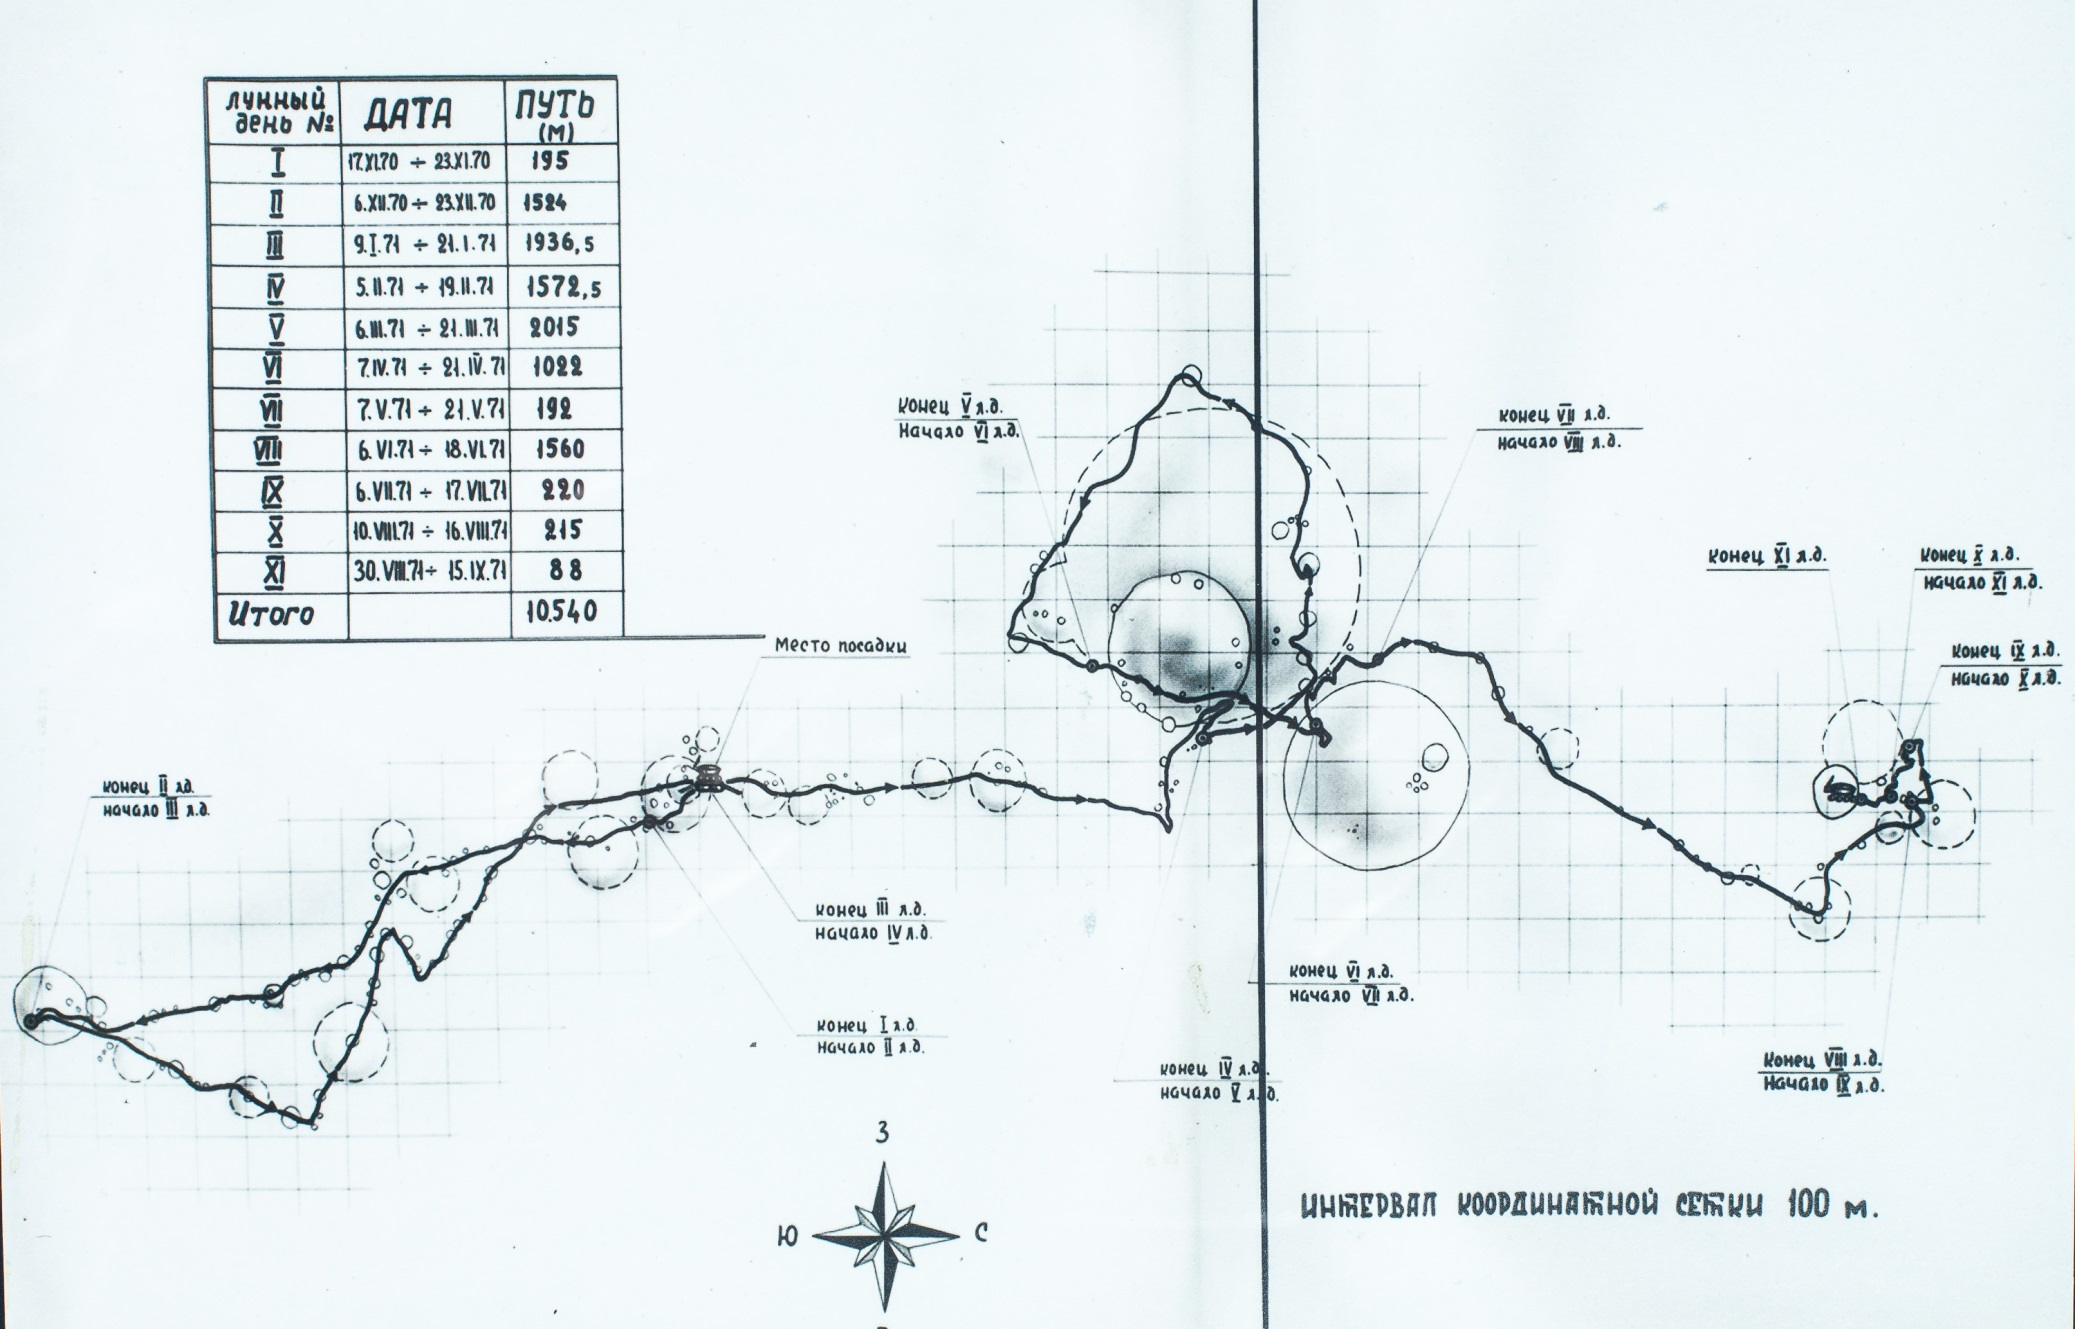 лунный день № ДАТА ПУТЬ (М)
I 17.XI.70 ÷ 23.XI.70 195
II 6.XII.70 ÷ 23.XII.70 1524
III 9.I.71 ÷ 21.I.71 1936,5
IV 5.II.71 ÷ 19.II.71 1572,5
V 6.III.71 ÷ 21.III.71 2015
VI 7.IV.71 ÷ 21.IV.71 1022
VII 7.V.71 ÷ 21.V.71 192
VIII 6.VI.71 ÷ 18.VI.71 1560
IX 6.VII.71 ÷ 17.VII.71 220
X 10.VIII.71 ÷ 16.VIII.71 215
XI 30.VIII.71 ÷ 15.IX.71 88
Итого 10.540
Место посадки
конец V л.д.
Начало VI л.д.
конец VII л.д.
начало VIII л.д.
конец XI л.д.
конец X л.д.
начало XI л.д.
конец IX л.д.
начало X л.д.
конец II л.д.
начало III л.д.
конец III л.д.
начало IV л.д.
конец I л.д.
начало II л.д.
конец VI л.д.
начало VII л.д.
конец IV л.д.
начало V л.д.
конец VIII л.д.
Начало IX л.д.
З
Ю
С
ИНТЕРВАЛ КООРДИНАТНОЙ СЕТКИ 100 м.